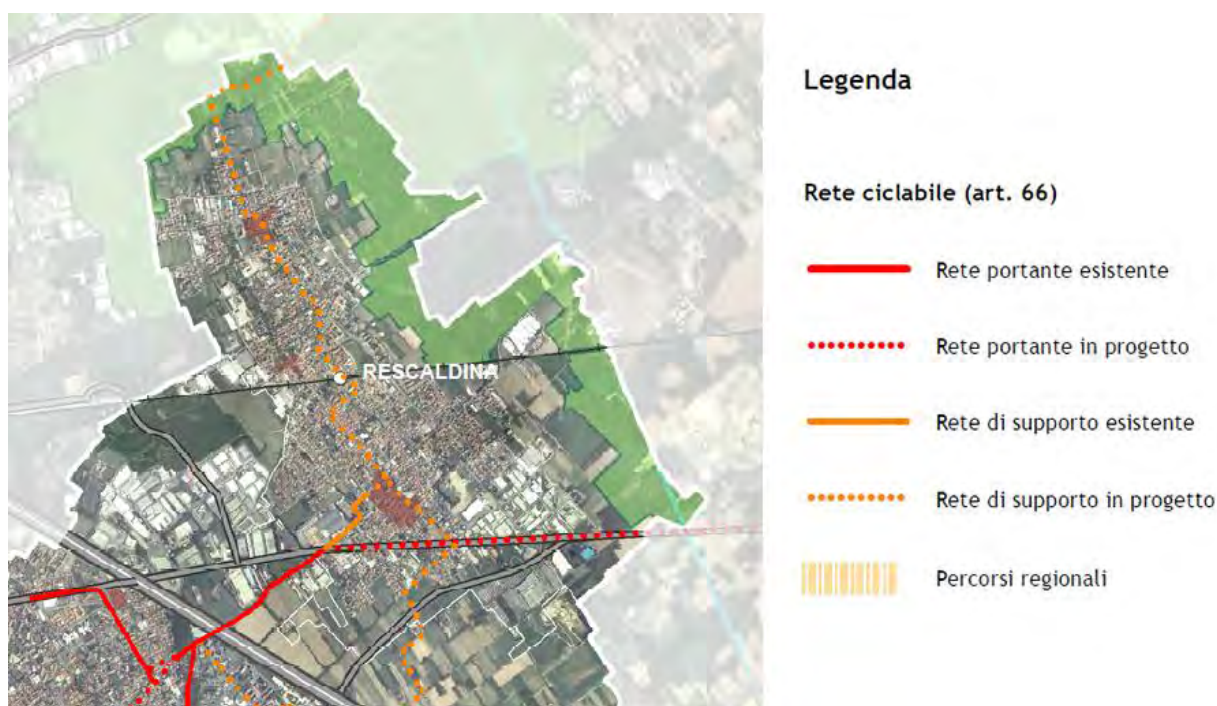 RESCALDINA
Legenda
Rete ciclabile (art. 66)
Rete portante esistente
Rete portante in progetto
Rete di supporto esistente
Rete di supporto in progetto
Percorsi regionali